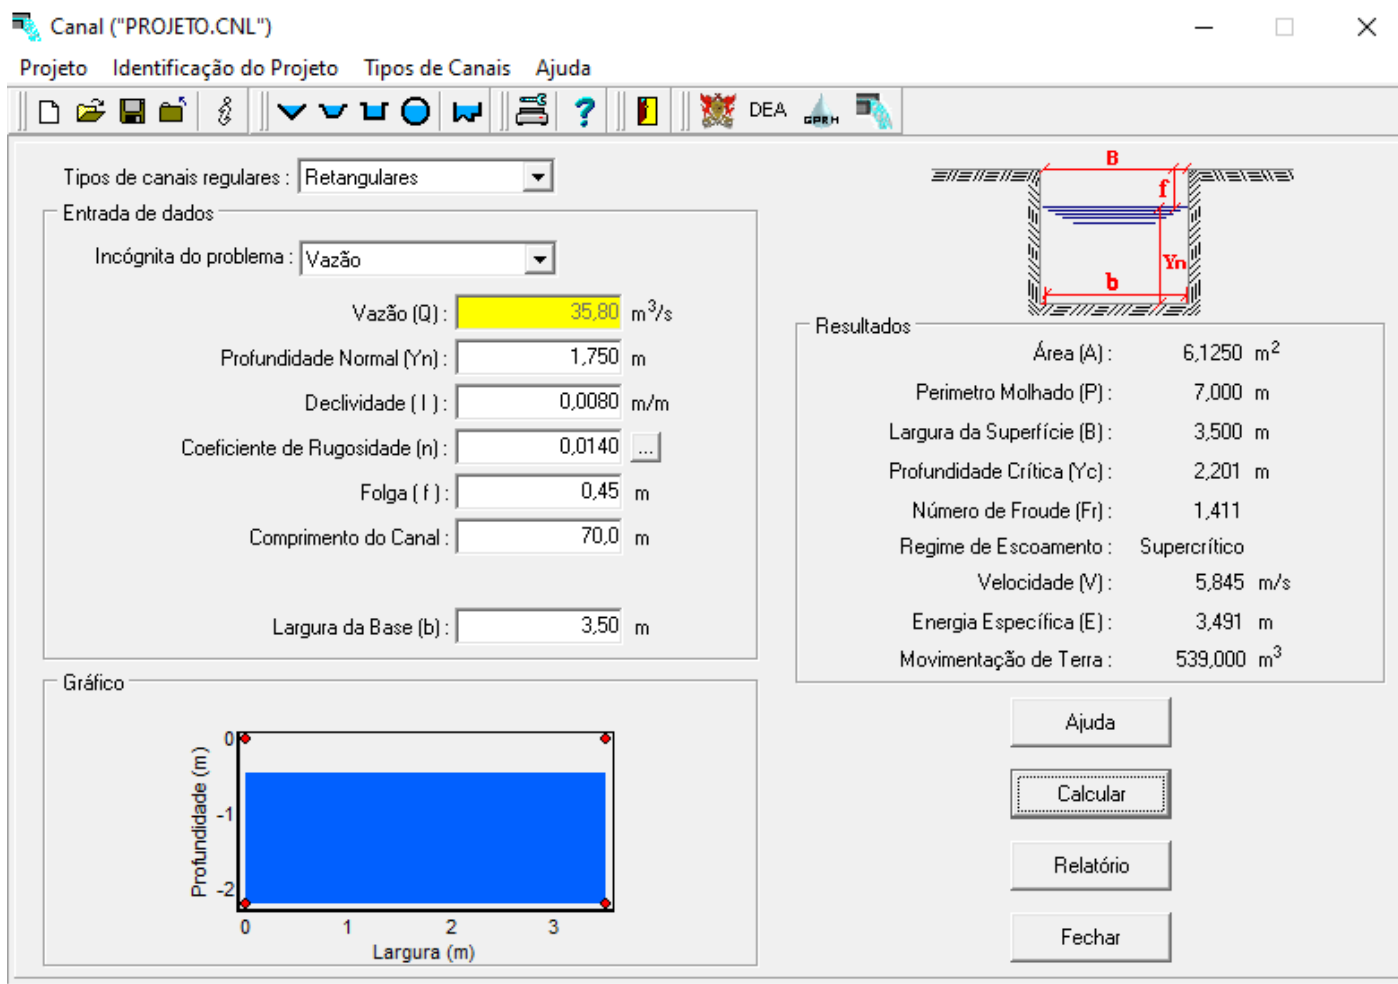 Canal ("PROJETO.CNL")
Projeto Identificação do Projeto Tipos de Canais Ajuda
DEA
GPRH
Tipos de canais regulares : Retangulares
Entrada de dados
Incógnita do problema : Vazão
Vazão (Q) : 35,80 m³/s
Profundidade Normal (Yn) : 1,750 m
Declividade ( I ) : 0,0080 m/m
Coeficiente de Rugosidade (n) : 0,0140 ...
Folga ( f ) : 0,45 m
Comprimento do Canal : 70,0 m
Largura da Base (b) : 3,50 m
B
f
Yn
b
Resultados
Área (A) : 6,1250 m²
Perimetro Molhado (P) : 7,000 m
Largura da Superfície (B) : 3,500 m
Profundidade Crítica (Yc) : 2,201 m
Número de Froude (Fr) : 1,411
Regime de Escoamento : Supercrítico
Velocidade (V) : 5,845 m/s
Energia Específica (E) : 3,491 m
Movimentação de Terra : 539,000 m³
Gráfico
Profundidade (m)
0
-1
-2
0 1 2 3
Largura (m)
Ajuda
Calcular
Relatório
Fechar